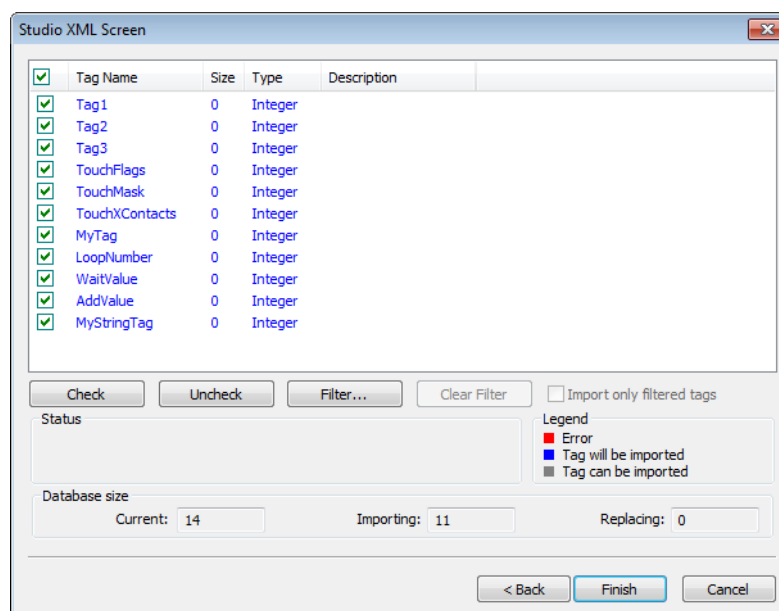 Studio XML Screen
Tag Name Size Type Description
Tag1 0 Integer
Tag2 0 Integer
Tag3 0 Integer
TouchFlags 0 Integer
TouchMask 0 Integer
TouchXContacts 0 Integer
MyTag 0 Integer
LoopNumber 0 Integer
WaitValue 0 Integer
AddValue 0 Integer
MyStringTag 0 Integer
Check Uncheck Filter... Clear Filter Import only filtered tags
Status Legend
Error
Tag will be imported
Tag can be imported
Database size
Current: 14 Importing: 11 Replacing: 0
< Back Finish Cancel